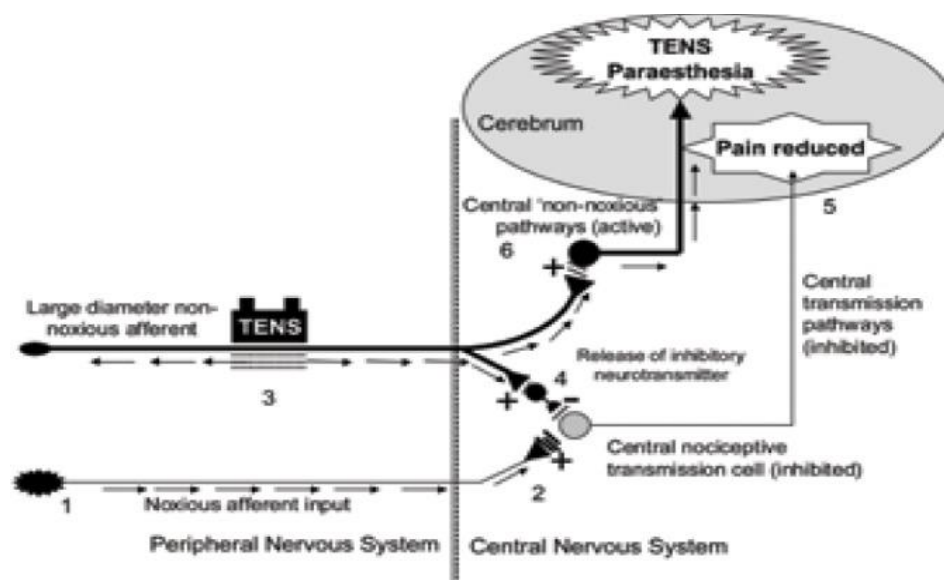 TENS
Paraesthesia
Cerebrum
Pain reduced
5
Central 'non-noxious'
pathways (active)
6
+
Large diameter non-
noxious afferent
TENS
3
Central
transmission
pathways
(inhibited)
Release of inhibitory
neurotransmitter
4
+
-
+
2
Central nociceptive
transmission cell (inhibited)
1
Noxious afferent input
Peripheral Nervous System
Central Nervous System